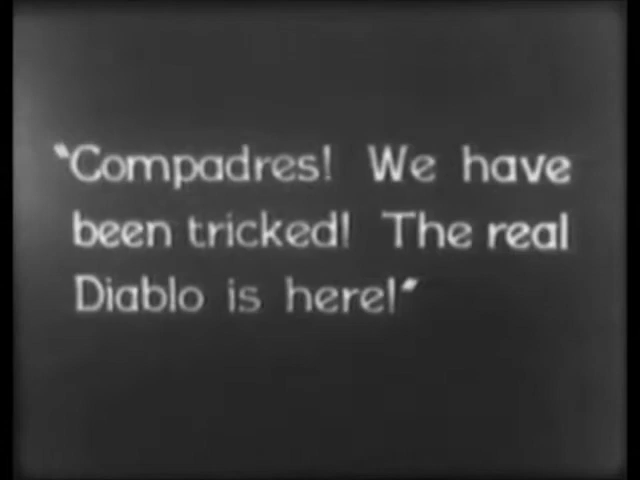 "Compadres! We have
been tricked! The real
Diablo is here!"